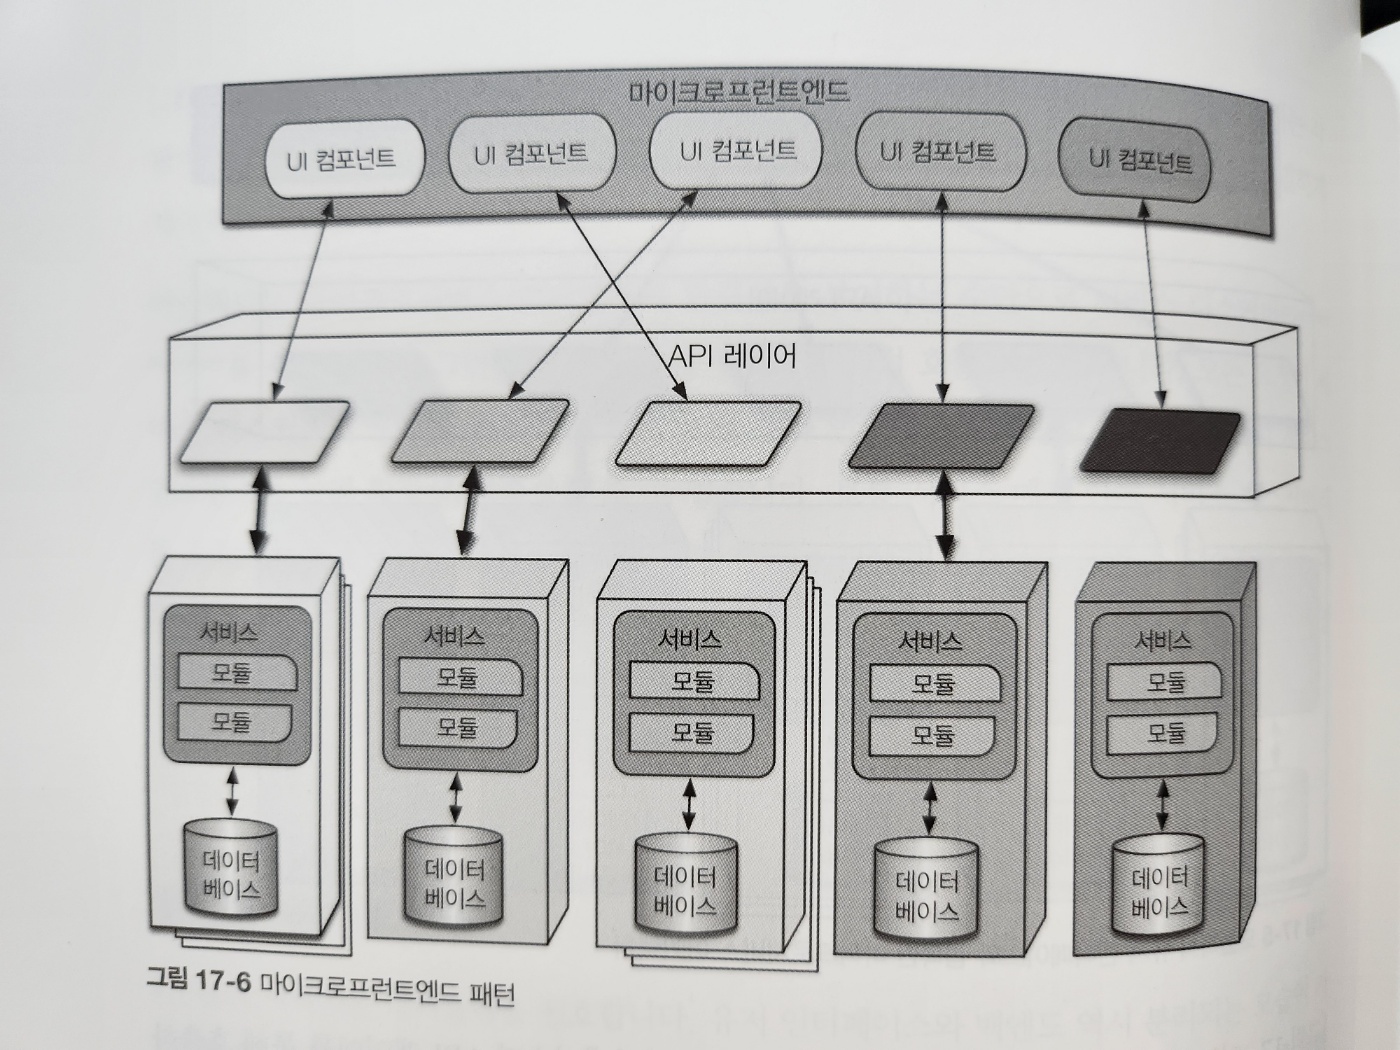 마이크로프런트엔드
UI 컴포넌트
UI 컴포넌트
UI 컴포넌트
UI 컴포넌트
UI 컴포넌트
API 레이어
서비스
모듈
모듈
데이터
베이스
서비스
모듈
모듈
데이터
베이스
서비스
모듈
모듈
데이터
베이스
서비스
모듈
모듈
데이터
베이스
서비스
모듈
모듈
데이터
베이스
그림 17-6 마이크로프런트엔드 패턴